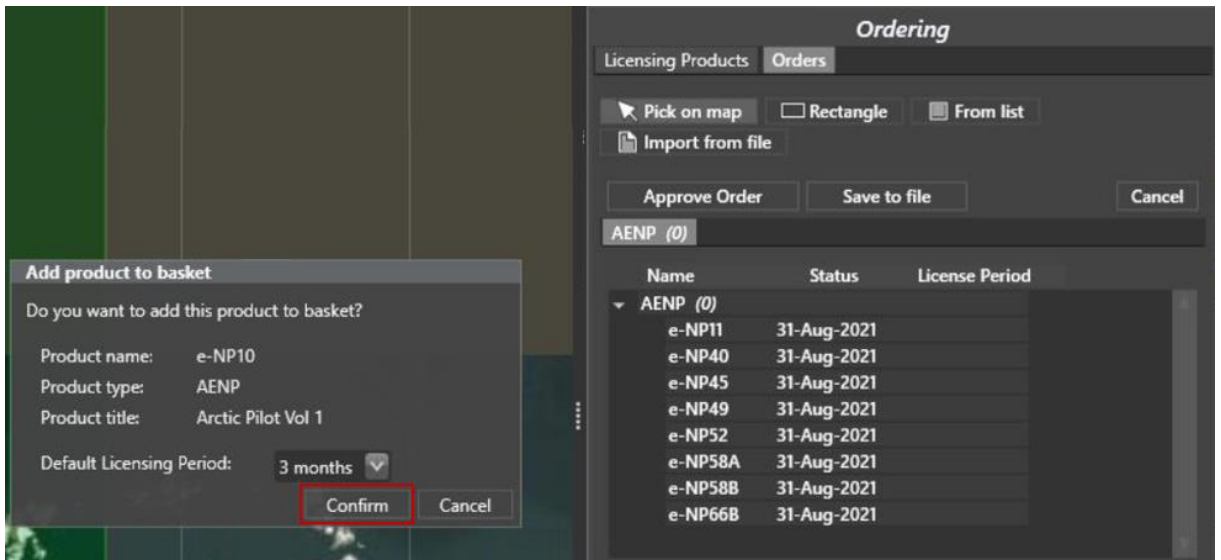 Ordering
Licensing Products Orders
Pick on map Rectangle From list
Import from file
Approve Order Save to file Cancel
AENP (0)
Name Status License Period
AENP (0)
e-NP11 31-Aug-2021
e-NP40 31-Aug-2021
e-NP45 31-Aug-2021
e-NP49 31-Aug-2021
e-NP52 31-Aug-2021
e-NP58A 31-Aug-2021
e-NP58B 31-Aug-2021
e-NP66B 31-Aug-2021
Add product to basket
Do you want to add this product to basket?
Product name: e-NP10
Product type: AENP
Product title: Arctic Pilot Vol 1
Default Licensing Period: 3 months
Confirm Cancel